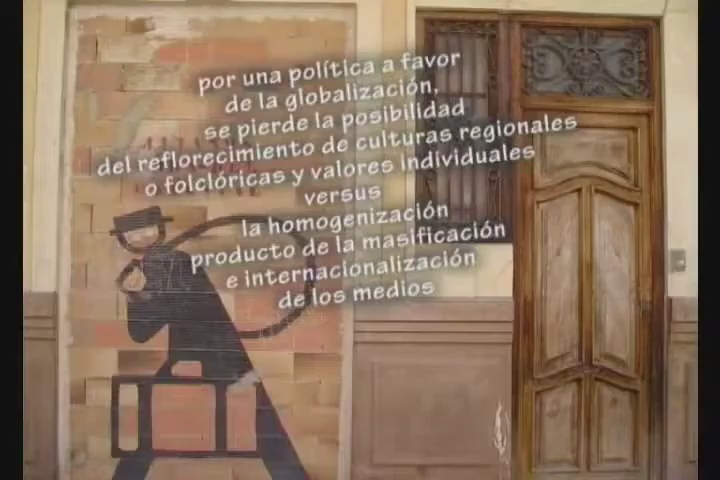 por una política a favor
de la globalización,
se pierde la posibilidad
del reflorecimiento de culturas regionales
o folclóricas y valores individuales
versus
la homogenización
producto de la masificación
e internacionalización
de los medios